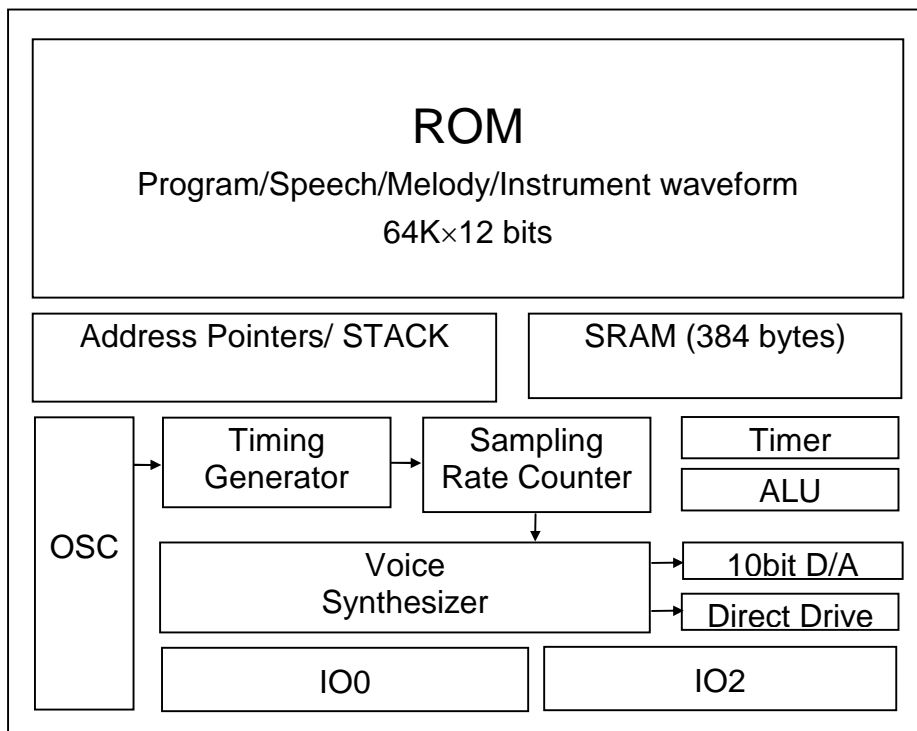 ROM
Program/Speech/Melody/Instrument waveform
64K×12 bits
Address Pointers/ STACK
SRAM (384 bytes)
OSC
Timing
Generator
Sampling
Rate Counter
Timer
ALU
Voice
Synthesizer
10bit D/A
Direct Drive
IO0
IO2